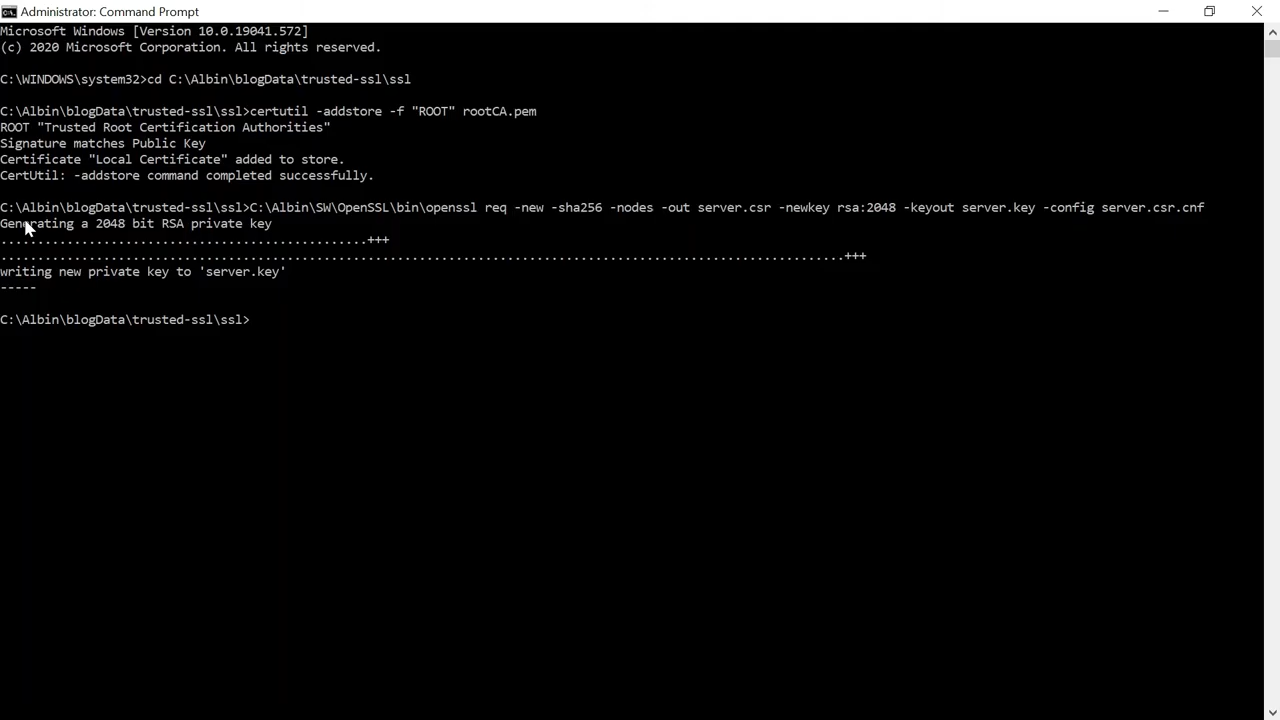 Administrator: Command Prompt
Microsoft Windows [Version 10.0.19041.572]
(c) 2020 Microsoft Corporation. All rights reserved.
C:\WINDOWS\system32>cd C:\Albin\blogData\trusted-ssl\ssl
C:\Albin\blogData\trusted-ssl\ssl>certutil -addstore -f "ROOT" rootCA.pem
ROOT "Trusted Root Certification Authorities"
Signature matches Public Key
Certificate "Local Certificate" added to store.
CertUtil: -addstore command completed successfully.
C:\Albin\blogData\trusted-ssl\ssl>C:\Albin\SW\OpenSSL\bin\openssl req -new -sha256 -nodes -out server.csr -newkey rsa:2048 -keyout server.key -config server.csr.cnf
Generating a 2048 bit RSA private key
..................................................+++
...................................................................................................................+++
writing new private key to 'server.key'
-----
C:\Albin\blogData\trusted-ssl\ssl>